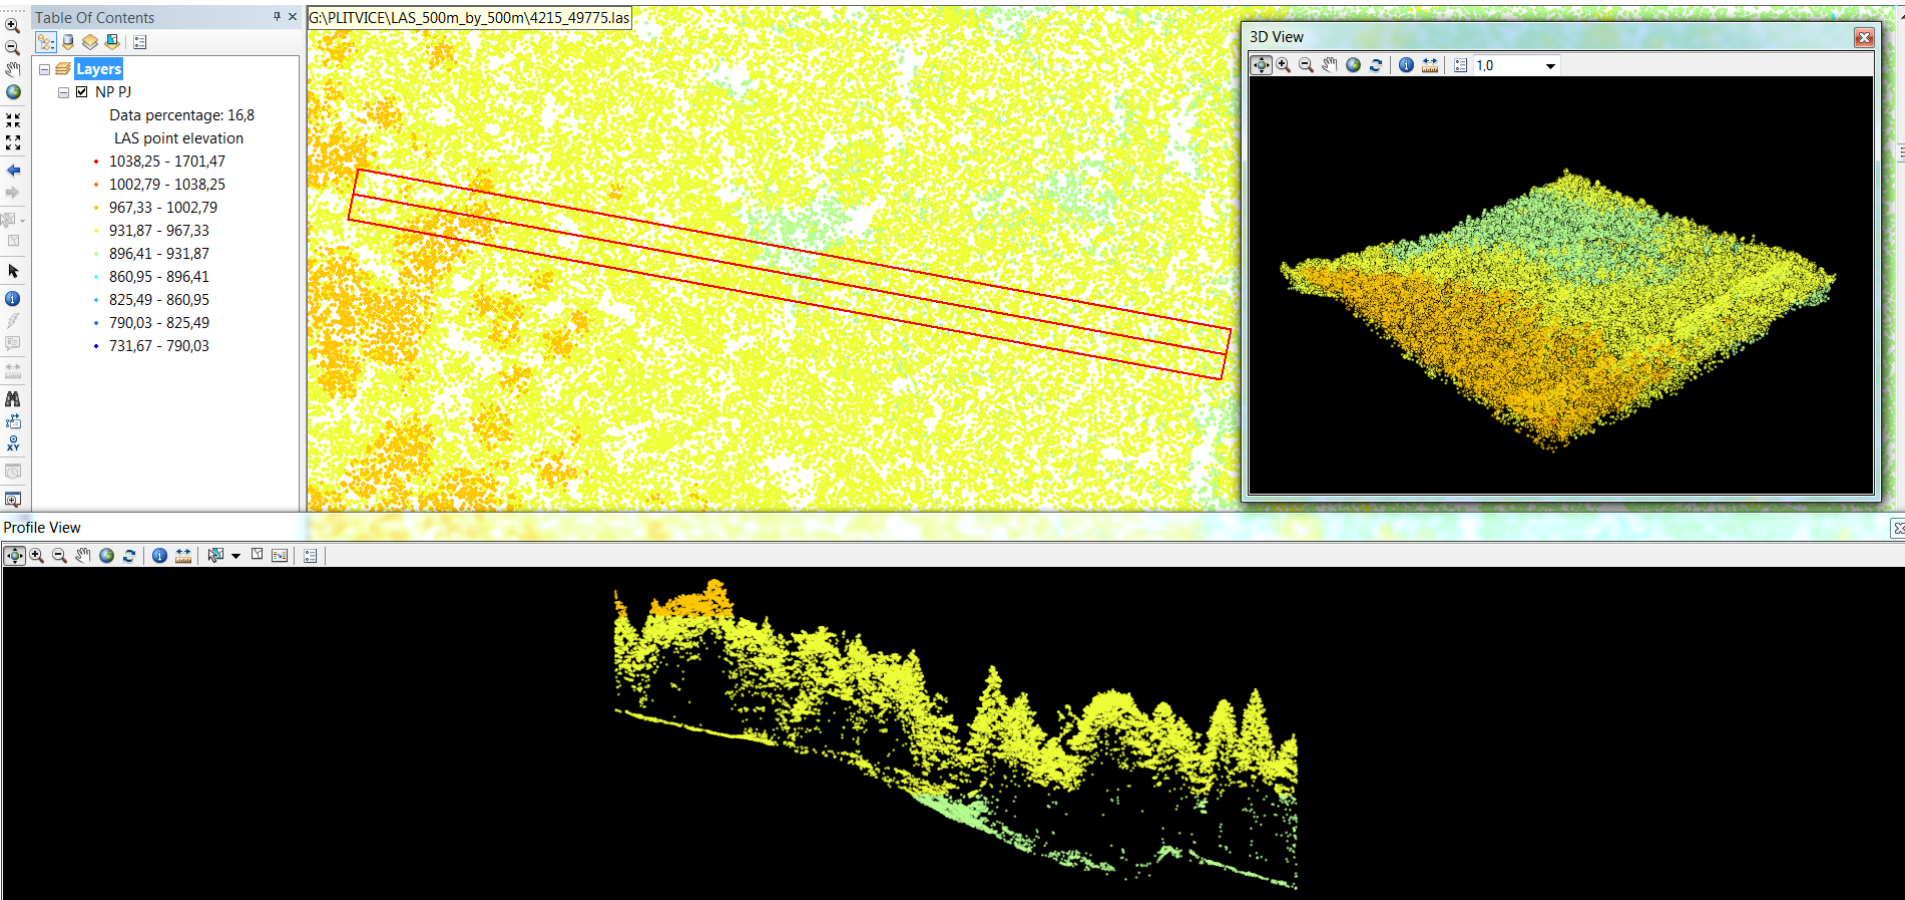 Table Of Contents
Layers
NP PJ
Data percentage: 16,8
LAS point elevation
1038,25 - 1701,47
1002,79 - 1038,25
967,33 - 1002,79
931,87 - 967,33
896,41 - 931,87
860,95 - 896,41
825,49 - 860,95
790,03 - 825,49
731,67 - 790,03
XY
G:\PLITVICE\LAS_500m_by_500m\4215_49775.las
3D View
1,0
Profile View